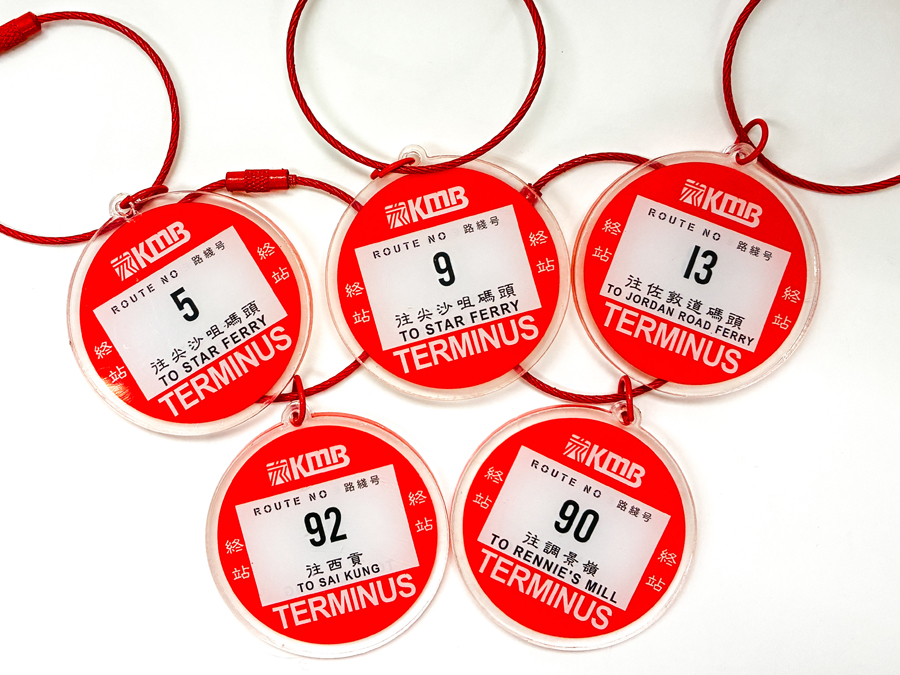 KMB
ROUTE NO 路綫号
5
往尖沙咀碼頭
TO STAR FERRY
TERMINUS
終站
終站
KMB
ROUTE NO 路綫号
9
往尖沙咀碼頭
TO STAR FERRY
TERMINUS
終站
終站
KMB
ROUTE NO 路綫号
13
往佐敦道碼頭
TO JORDAN ROAD FERRY
TERMINUS
終站
終站
KMB
ROUTE NO 路綫号
92
往西貢
TO SAI KUNG
TERMINUS
終站
終站
KMB
ROUTE NO 路綫号
90
往調景嶺
TO RENNIE'S MILL
TERMINUS
終站
終站